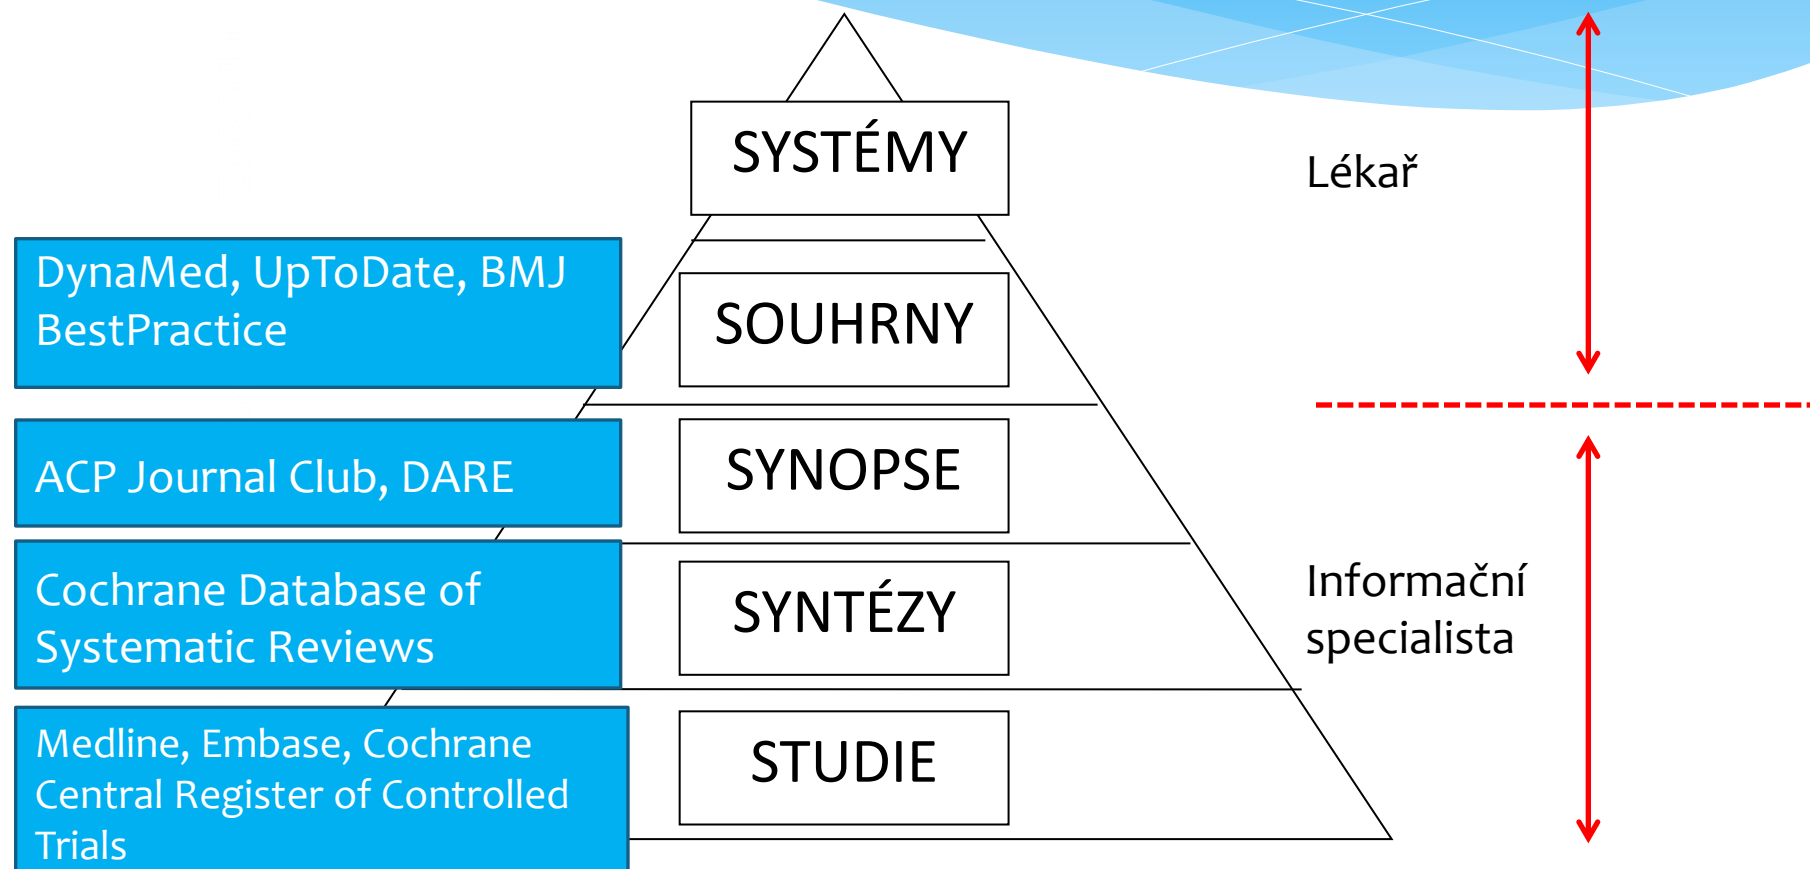 SYSTÉMY
Lékař
DynaMed, UpToDate, BMJ
BestPractice
SOUHRNY
ACP Journal Club, DARE
SYNOPSE
Cochrane Database of
Systematic Reviews
SYNTÉZY
Informační
specialista
Medline, Embase, Cochrane
Central Register of Controlled
Trials
STUDIE